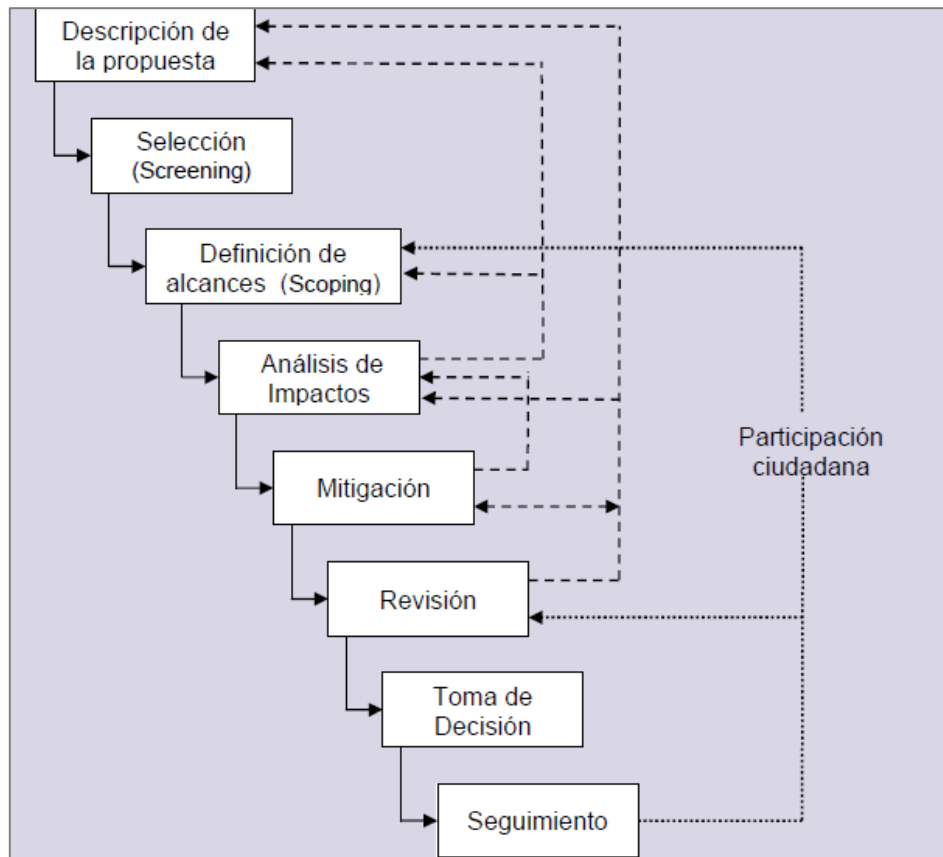 Descripción de
la propuesta
Selección
(Screening)
Definición de
alcances (Scoping)
Análisis de
Impactos
Mitigación
Participación
ciudadana
Revisión
Toma de
Decisión
Seguimiento